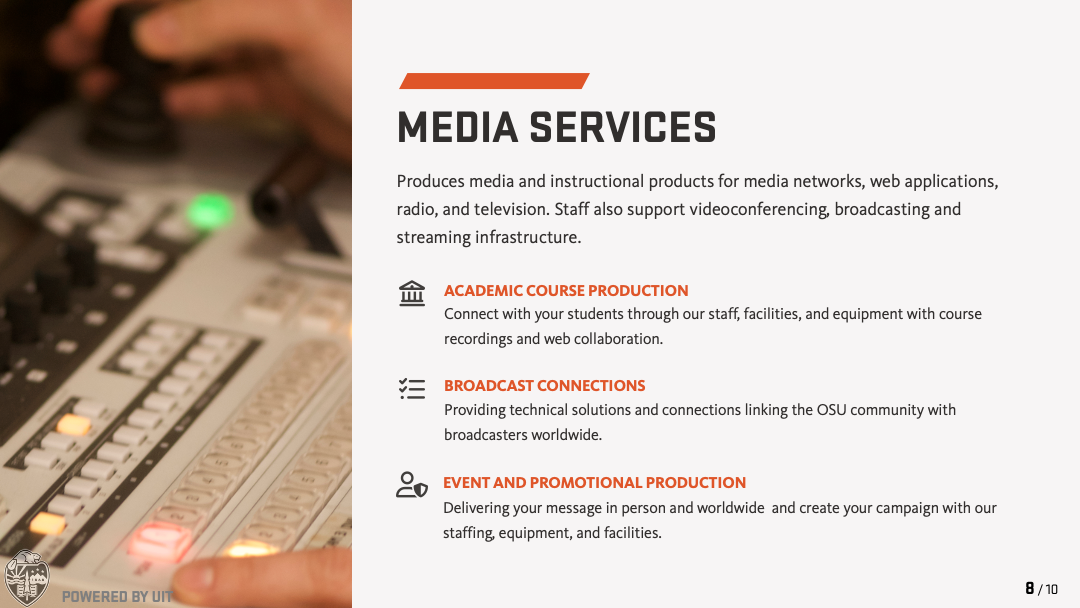 MEDIA SERVICES
Produces media and instructional products for media networks, web applications,
radio, and television. Staff also support videoconferencing, broadcasting and
streaming infrastructure.
ACADEMIC COURSE PRODUCTION
Connect with your students through our staff, facilities, and equipment with course
recordings and web collaboration.
BROADCAST CONNECTIONS
Providing technical solutions and connections linking the OSU community with
broadcasters worldwide.
EVENT AND PROMOTIONAL PRODUCTION
Delivering your message in person and worldwide  and create your campaign with our
staffing, equipment, and facilities.
POWERED BY UIT
8 / 10